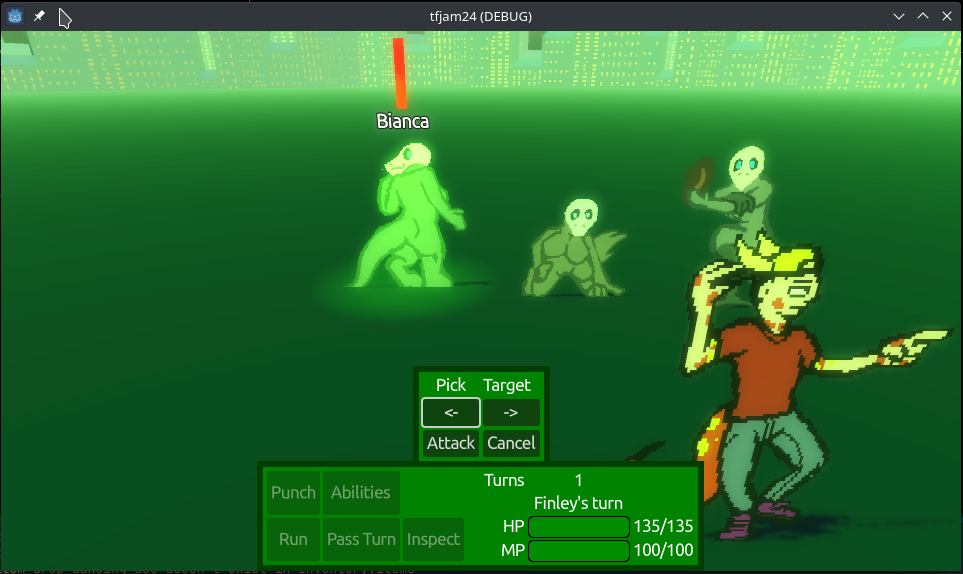 tfjam24 (DEBUG)
Bianca
Pick Target
<- ->
Attack Cancel
Punch Abilities
Run Pass Turn Inspect
Turns 1
Finley's turn
HP 135/135
MP 100/100